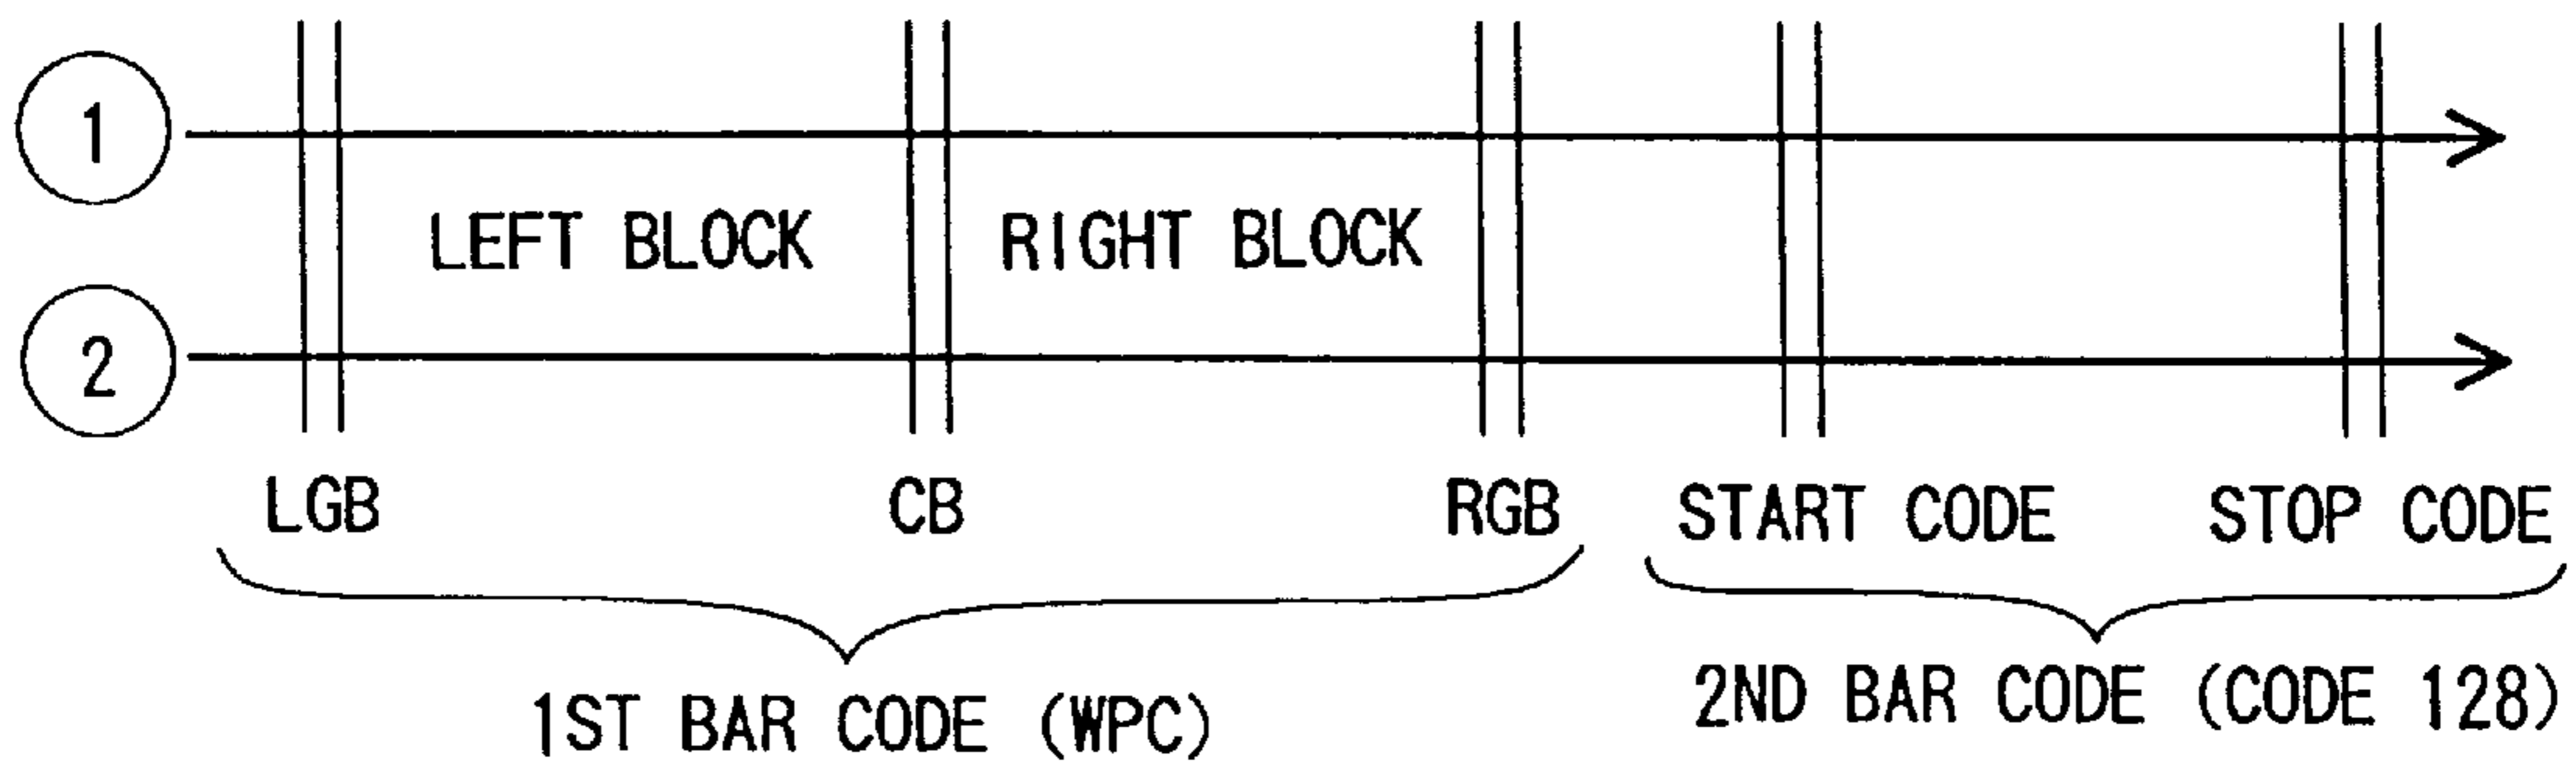 1
LEFT BLOCK RIGHT BLOCK
2
LGB CB RGB START CODE STOP CODE
1ST BAR CODE (WPC) 2ND BAR CODE (CODE 128)